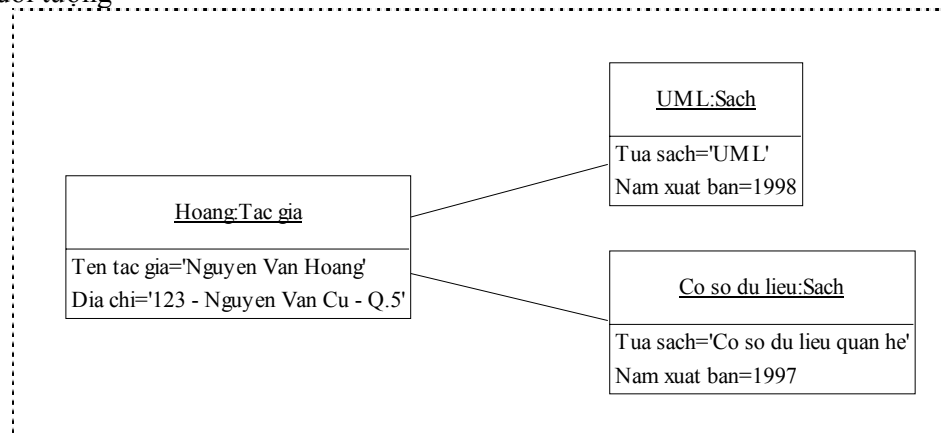 đối tượng
Hoang:Tac gia
Ten tac gia='Nguyen Van Hoang'
Dia chi='123 - Nguyen Van Cu - Q.5'
UML:Sach
Tua sach='UML'
Nam xuat ban=1998
Co so du lieu:Sach
Tua sach='Co so du lieu quan he'
Nam xuat ban=1997